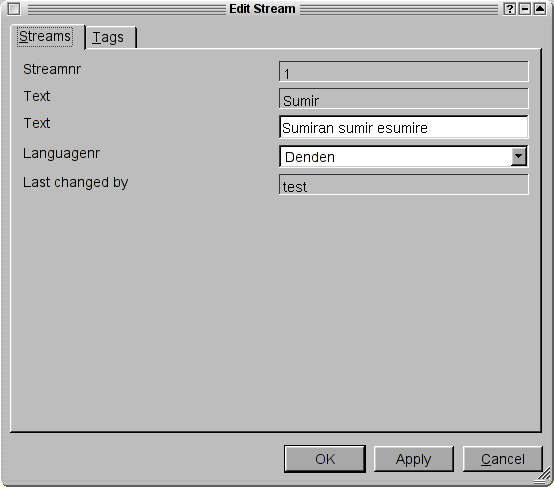 Edit Stream
Streams Tags
Streamnr 1
Text Sumir
Text Sumiran sumir esumire
Languagenr Denden
Last changed by test
OK Apply Cancel